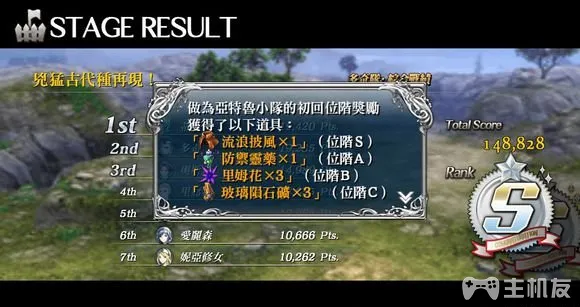 STAGE RESULT
兇猛古代種再現！
多奇隊・綜合戰績
做為亞特魯小隊的初回位階獎勵
獲得了以下道具：
「流浪披風×1」（位階S）
「防禦靈藥×1」（位階A）
「里姆花×3」（位階B）
「玻璃隕石礦×3」（位階C）
1st
2nd
3rd
4th
5th
6th 愛麗森 10,666 Pts.
7th 妮亞修女 10,262 Pts.
Total Score
148,828
Rank
S
主机友